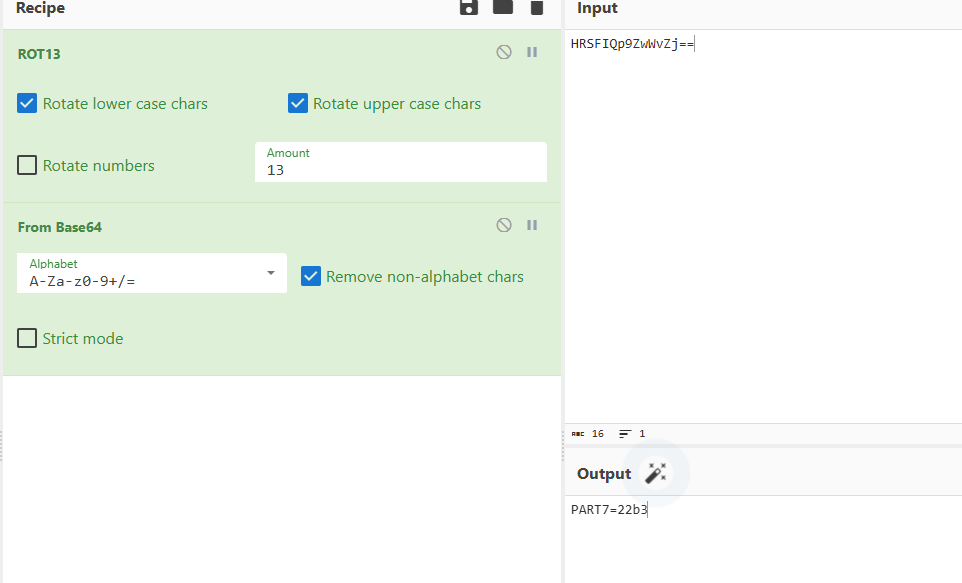 Recipe
ROT13
Rotate lower case chars
Rotate upper case chars
Rotate numbers
Amount
13
From Base64
Alphabet
A-Za-z0-9+/=
Remove non-alphabet chars
Strict mode
Input
HRSFIQp9ZwWvZj==
ABC 16 1
Output
PART7=22b3